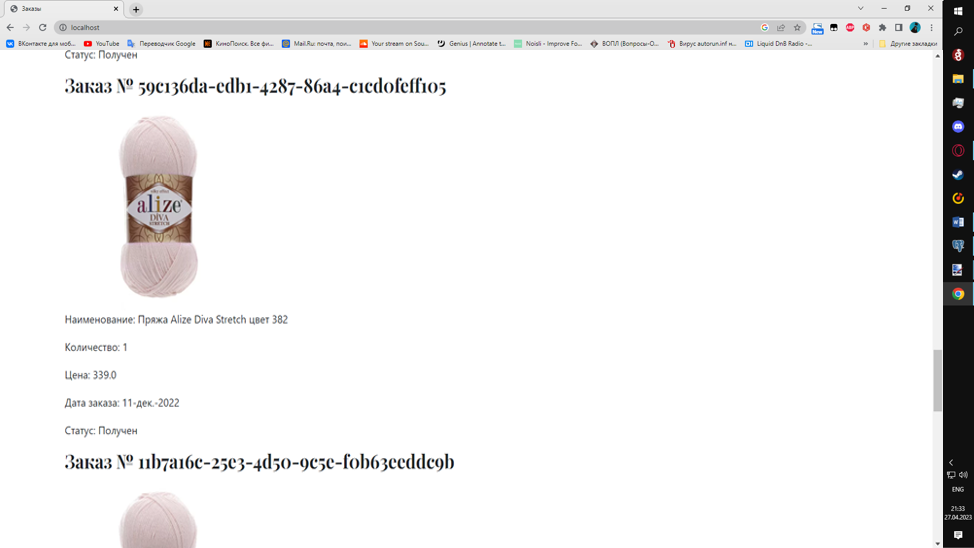 Заказы
localhost
ВКонтакте для моб...
YouTube
Переводчик Google
КиноПоиск. Все фи...
Mail.Ru: почта, пои...
Your stream on Sou...
Genius | Annotate t...
Noisli - Improve Fo...
ВОПЛ (Вопросы-О...
Вирус autorun.inf н...
Liquid DnB Radio -...
»
Другие закладки
New
ABP
Статус: Получен
Заказ № 59c136da-edb1-4287-86a4-c1cd0feff105
alize
DIVA
STRETCH
Наименование: Пряжа Alize Diva Stretch цвет 382
Количество: 1
Цена: 339.0
Дата заказа: 11-дек.-2022
Статус: Получен
Заказ № 11b7a16c-25e3-4d50-9c5e-f0b63eeddc9b
ENG
21:33
27.04.2023